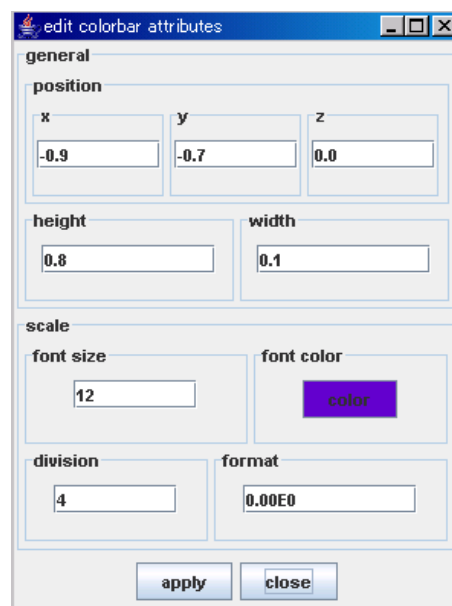 edit colorbar attributes
general
position
x y z
-0.9 -0.7 0.0
height width
0.8 0.1
scale
font size font color
12 color
division format
4 0.00E0
apply close